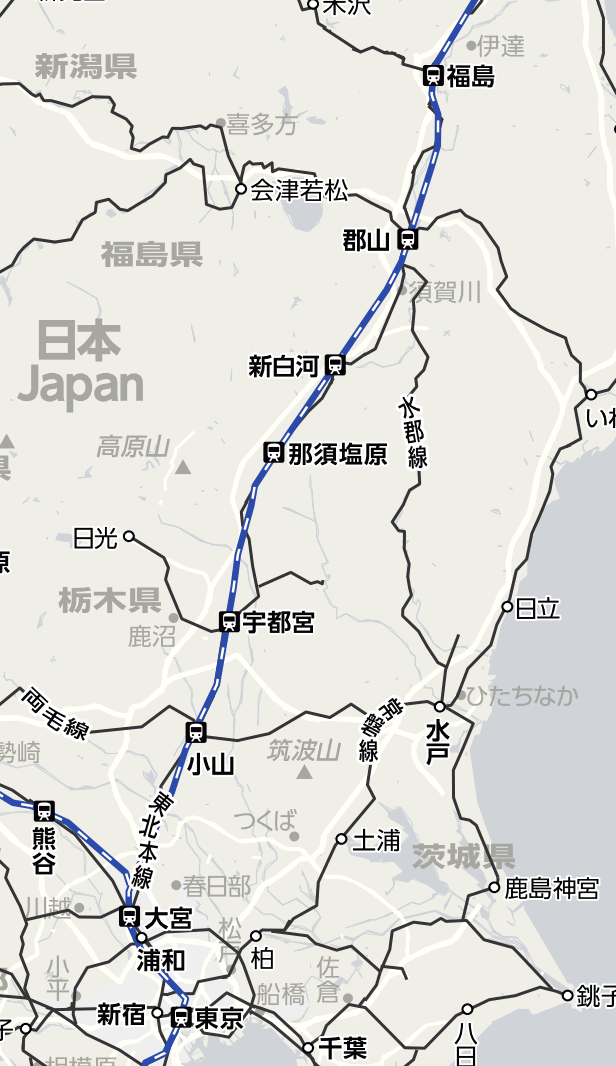 米沢
伊達
新潟県
福島
喜多方
会津若松
郡山
福島県
須賀川
日本
Japan
新白河
水郡線
高原山
那須塩原
日光
栃木県
日立
宇都宮
鹿沼
両毛線
ひたちなか
常磐線
水戸
勢崎
小山
筑波山
東北本線
つくば
熊谷
土浦
茨城県
春日部
鹿島神宮
川越
大宮
松戸
浦和
柏
小平
佐倉
船橋
銚子
新宿
東京
子
八日
千葉
相模原